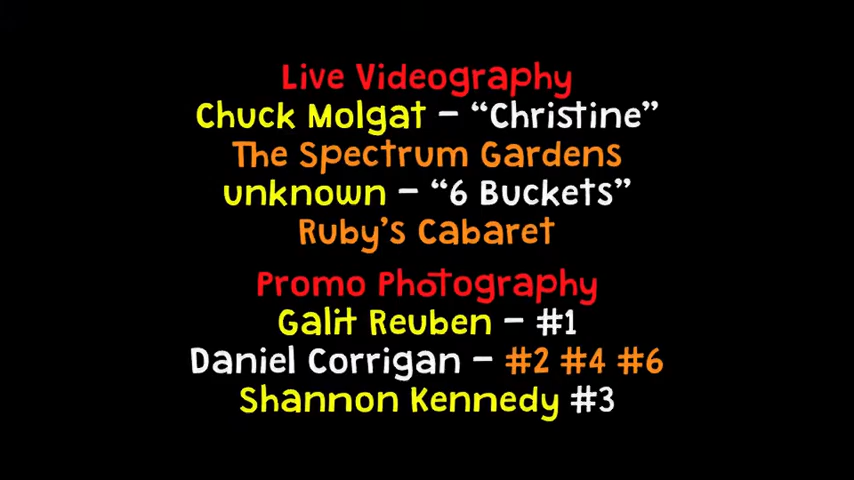 Live Videography
Chuck Molgat – “Christine”
The Spectrum Gardens
unknown – “6 Buckets”
Ruby’s Cabaret
Promo Photography
Galit Reuben – #1
Daniel Corrigan – #2 #4 #6
Shannon Kennedy #3